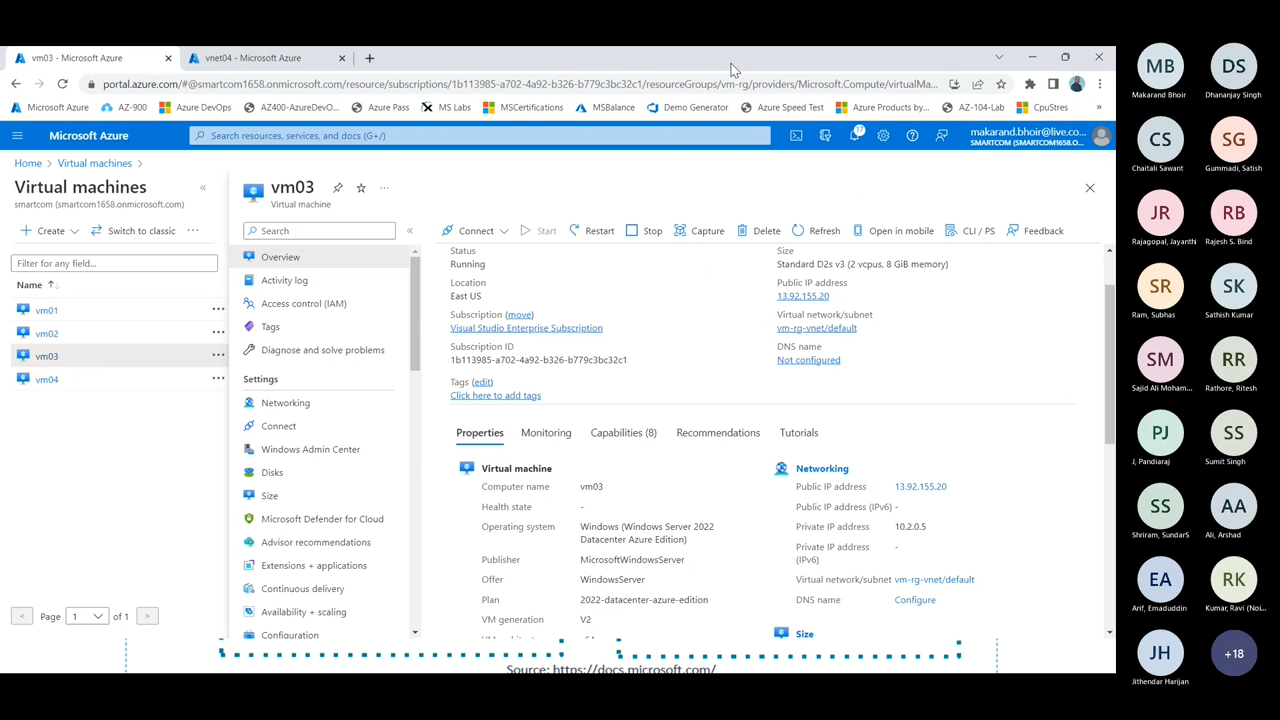 vm03 - Microsoft Azure
vnet04 - Microsoft Azure
portal.azure.com/#@smartcom1658.onmicrosoft.com/resource/subscriptions/1b113985-a702-4a92-b326-b779c3bc32c1/resourceGroups/vm-rg/providers/Microsoft.Compute/virtualMa...
Microsoft Azure
AZ-900
Azure DevOps
AZ400-AzureDevO...
Azure Pass
MS Labs
MSCertifications
MSBalance
Demo Generator
Azure Speed Test
Azure Products by...
AZ-104-Lab
CpuStres
»
Microsoft Azure
Search resources, services, and docs (G+/)
17
makarand.bhoir@live.co...
SMARTCOM (SMARTCOM1658.O...
Home > Virtual machines >
Virtual machines
smartcom (smartcom1658.onmicrosoft.com)
Create
Switch to classic
...
Filter for any field...
Name
vm01
vm02
vm03
vm04
Page 1 of 1
vm03
Virtual machine
Search
Overview
Activity log
Access control (IAM)
Tags
Diagnose and solve problems
Settings
Networking
Connect
Windows Admin Center
Disks
Size
Microsoft Defender for Cloud
Advisor recommendations
Extensions + applications
Continuous delivery
Availability + scaling
Configuration
Connect
Start
Restart
Stop
Capture
Delete
Refresh
Open in mobile
CLI / PS
Feedback
Status
Running
Location
East US
Subscription (move)
Visual Studio Enterprise Subscription
Subscription ID
1b113985-a702-4a92-b326-b779c3bc32c1
Tags (edit)
Click here to add tags
Size
Standard D2s v3 (2 vcpus, 8 GiB memory)
Public IP address
13.92.155.20
Virtual network/subnet
vm-rg-vnet/default
DNS name
Not configured
Properties
Monitoring
Capabilities (8)
Recommendations
Tutorials
Virtual machine
Computer name vm03
Health state -
Operating system Windows (Windows Server 2022
Datacenter Azure Edition)
Publisher MicrosoftWindowsServer
Offer WindowsServer
Plan 2022-datacenter-azure-edition
VM generation V2
Networking
Public IP address 13.92.155.20
Public IP address (IPv6) -
Private IP address 10.2.0.5
Private IP address -
(IPv6)
Virtual network/subnet vm-rg-vnet/default
DNS name Configure
Size
Source: https://docs.microsoft.com/
MB
Makarand Bhoir
DS
Dhananjay Singh
CS
Chaitali Sawant
SG
Gummadi, Satish
JR
Rajagopal, Jayanthi
RB
Rajesh S. Bind
SR
Ram, Subhas
SK
Sathish Kumar
SM
Sajid Ali Moham...
RR
Rathore, Ritesh
PJ
J, Pandiaraj
SS
Sumit Singh
SS
Shriram, SundarS
AA
Ali, Arshad
EA
Arif, Emaduddin
RK
Kumar, Ravi (Noi...
JH
Jithendar Harijan
+18